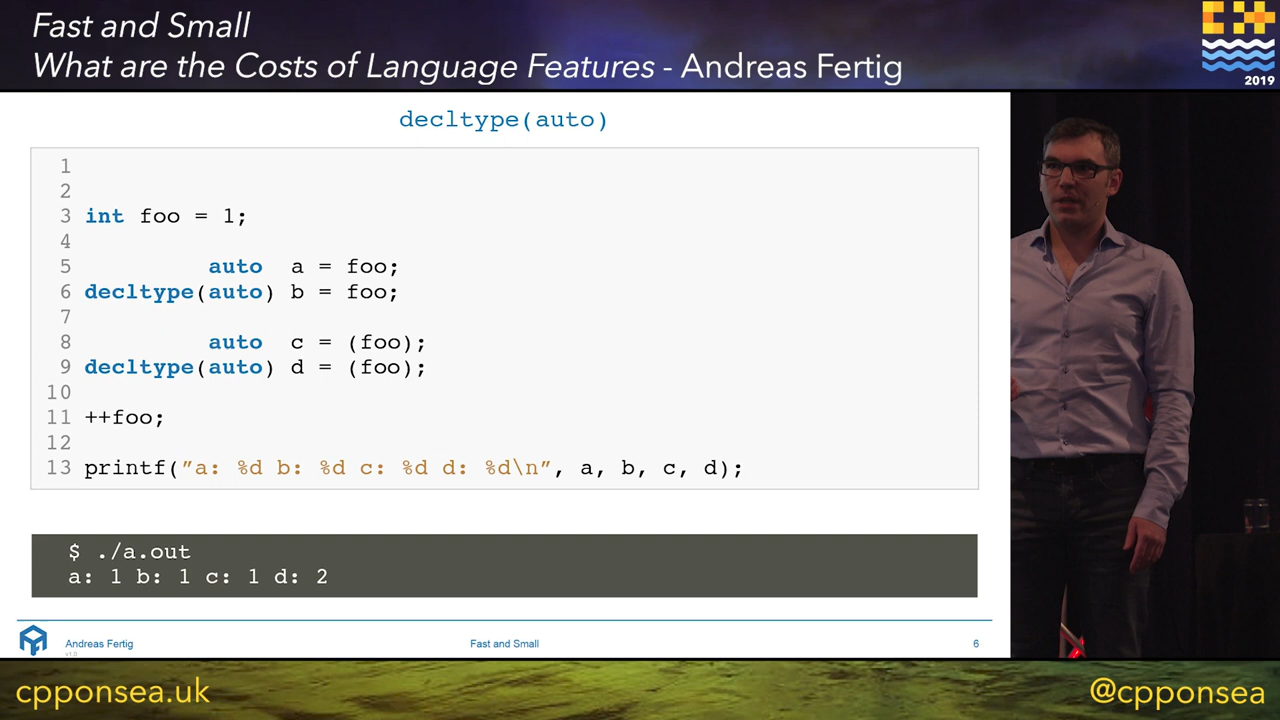 Fast and Small
What are the Costs of Language Features - Andreas Fertig
2019
decltype(auto)
1
2
3 int foo = 1;
4
5 auto a = foo;
6 decltype(auto) b = foo;
7
8 auto c = (foo);
9 decltype(auto) d = (foo);
10
11 ++foo;
12
13 printf(”a: %d b: %d c: %d d: %d\n”, a, b, c, d);
$ ./a.out
a: 1 b: 1 c: 1 d: 2
Andreas Fertig
v1.0
Fast and Small
6
cpponsea.uk
@cpponsea